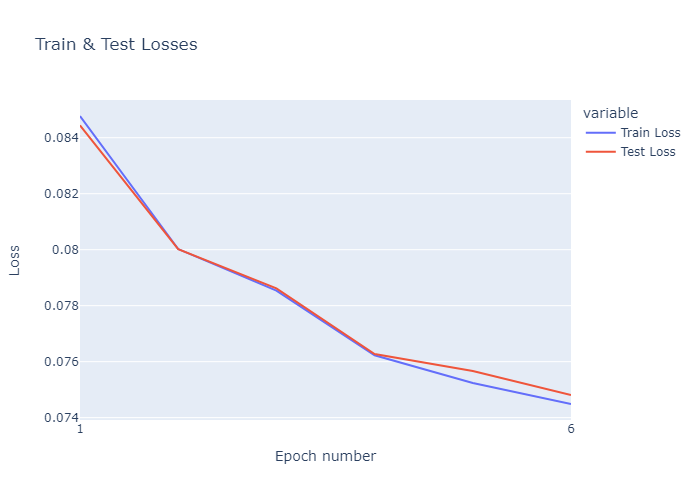 Train & Test Losses
variable
Train Loss
Test Loss
0.084
0.082
0.08
0.078
0.076
0.074
Loss
1
6
Epoch number